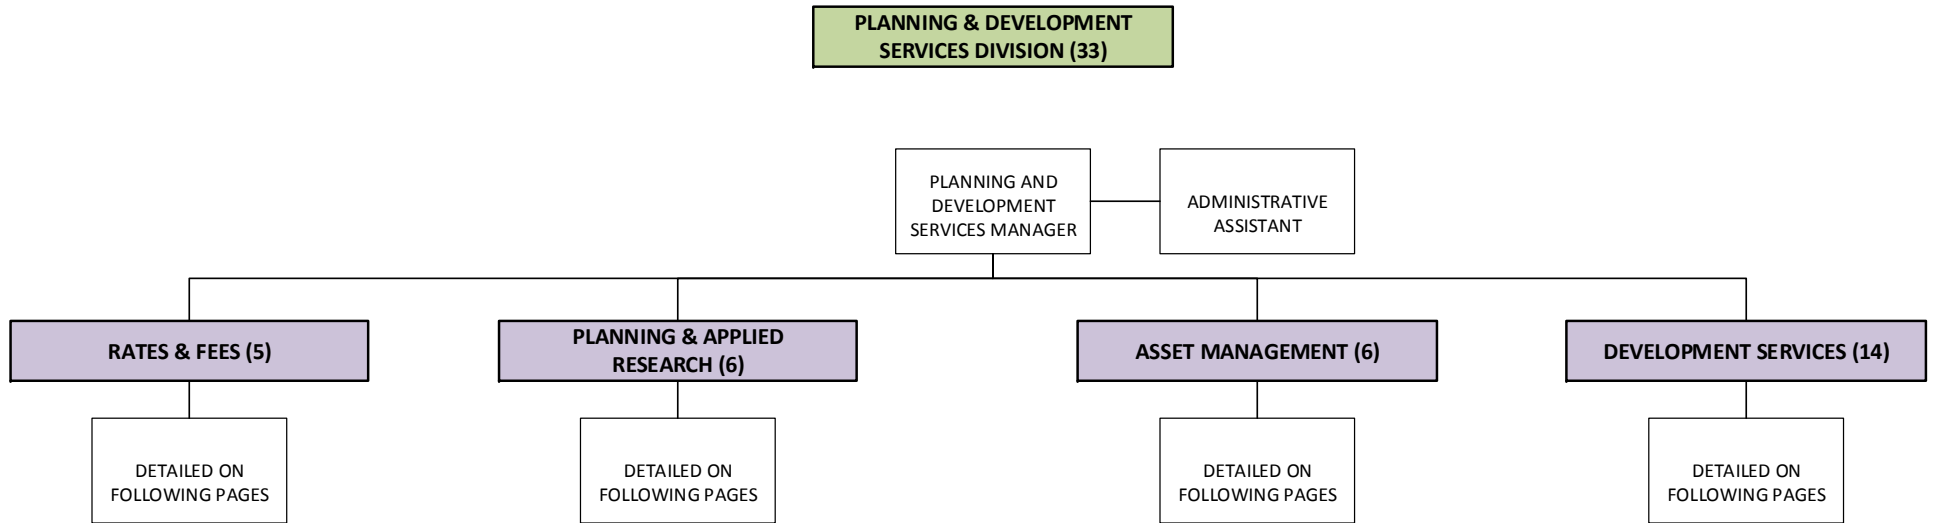 PLANNING & DEVELOPMENT
SERVICES DIVISION (33)
PLANNING AND
DEVELOPMENT
SERVICES MANAGER
ADMINISTRATIVE
ASSISTANT
RATES & FEES (5)
PLANNING & APPLIED
RESEARCH (6)
ASSET MANAGEMENT (6)
DEVELOPMENT SERVICES (14)
DETAILED ON
FOLLOWING PAGES
DETAILED ON
FOLLOWING PAGES
DETAILED ON
FOLLOWING PAGES
DETAILED ON
FOLLOWING PAGES